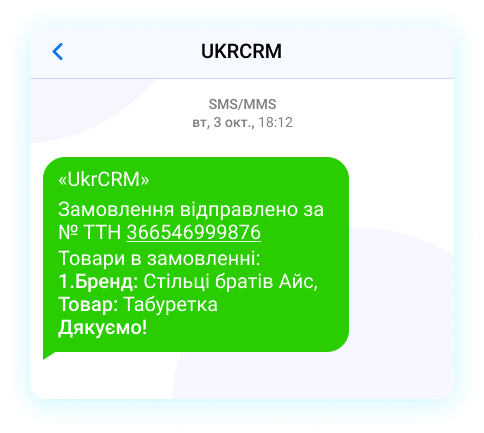 UKRCRM
SMS/MMS
вт, 3 окт., 18:12
«UkrCRM»
Замовлення відправлено за
№ ТТН 366546999876
Товари в замовленні:
1.Бренд: Стільці братів Айс,
Товар: Табуретка
Дякуємо!